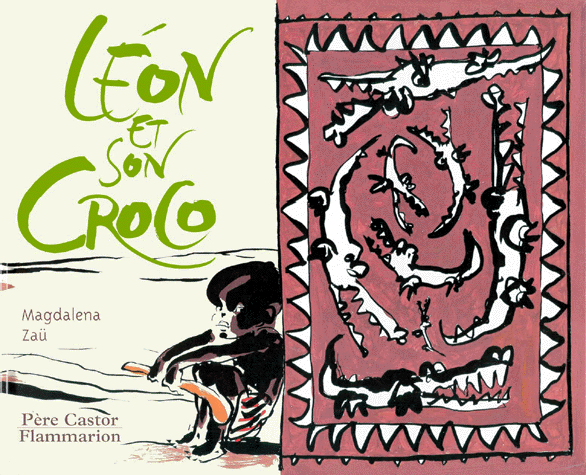 LÉON
ET
SON
CROCO
Magdalena
Zaü
Père Castor
Flammarion